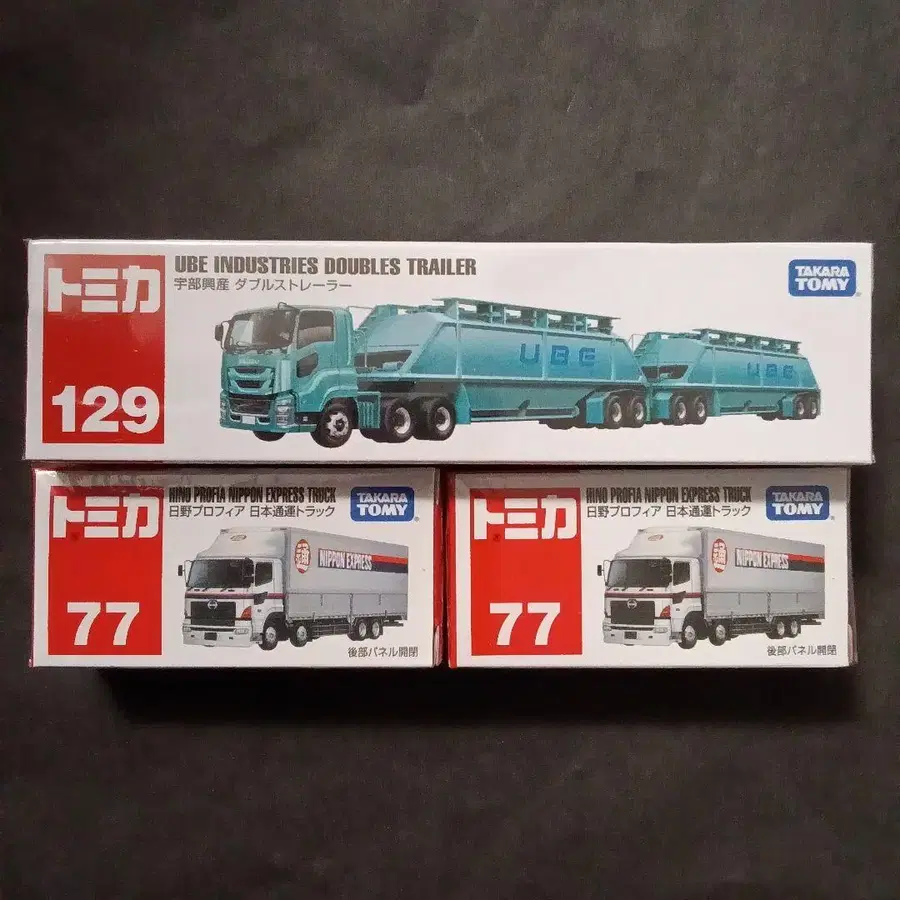 トミカ
129
UBE INDUSTRIES DOUBLES TRAILER
宇部興産 ダブルストレーラー
TAKARA
TOMY
UBE
UBE
トミカ
77
HINO PROFIA NIPPON EXPRESS TRUCK
日野プロフィア 日本通運トラック
TAKARA
TOMY
通
NIPPON EXPRESS
後部パネル開閉
トミカ
77
HINO PROFIA NIPPON EXPRESS TRUCK
日野プロフィア 日本通運トラック
TAKARA
TOMY
通
NIPPON EXPRESS
後部パネル開閉